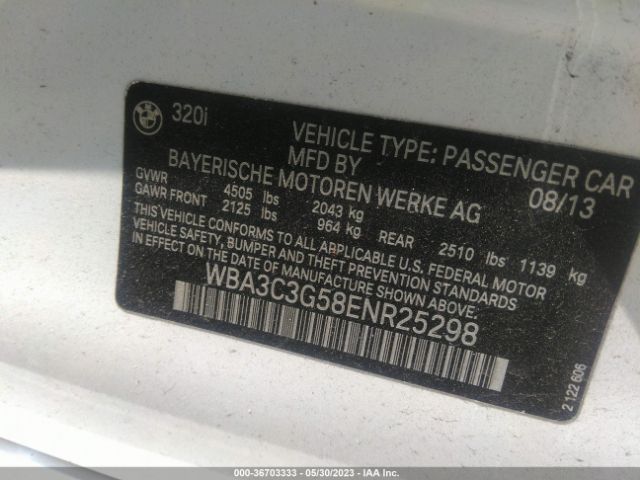 BMW
320i
VEHICLE TYPE: PASSENGER CAR
MFD BY 08/13
BAYERISCHE MOTOREN WERKE AG
GVWR 4505 lbs 2043 kg
GAWR FRONT 2125 lbs 964 kg REAR 2510 lbs 1139 kg
THIS VEHICLE CONFORMS TO ALL APPLICABLE U.S. FEDERAL MOTOR
VEHICLE SAFETY, BUMPER AND THEFT PREVENTION STANDARDS
IN EFFECT ON THE DATE OF MANUFACTURE SHOWN ABOVE.
WBA3C3G58ENR25298
2 122 606
000-36703333 - 05/30/2023 - IAA Inc.